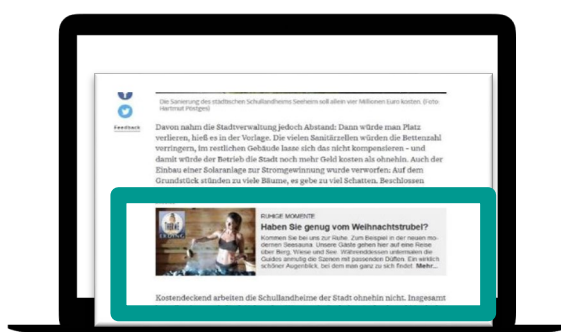 Die Sanierung des städtischen Schullandheims Seeheim soll allein vier Millionen Euro kosten. (Foto:
Hartmut Pöstges)
Feedback
Davon nahm die Stadtverwaltung jedoch Abstand: Dann würde man Platz
verlieren, hieß es in der Vorlage. Die vielen Sanitärzellen würden die Bettenzahl
verringern, im restlichen Gebäude lasse sich das nicht kompensieren – und
damit würde der Betrieb die Stadt noch mehr Geld kosten als ohnehin. Auch der
Einbau einer Solaranlage zur Stromgewinnung wurde verworfen: Auf dem
Grundstück stünden zu viele Bäume, es gebe zu viel Schatten. Beschlossen
THERME
ERDING
RUHIGE MOMENTE
Haben Sie genug vom Weihnachtstrubel?
Kommen Sie bei uns zur Ruhe. Zum Beispiel in der neuen mo-
dernen Seesauna. Unsere Gäste gehen hier auf eine Reise
über Berg, Wiese und See. Währenddessen untermalen die
Guides anmutig die Szenen mit passenden Düften. Ein wirklich
schöner Augenblick, bei dem man ganz zu sich findet. Mehr...
Kostendeckend arbeiten die Schullandheime der Stadt ohnehin nicht. Insgesamt